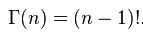 Γ(n) = (n − 1)!.